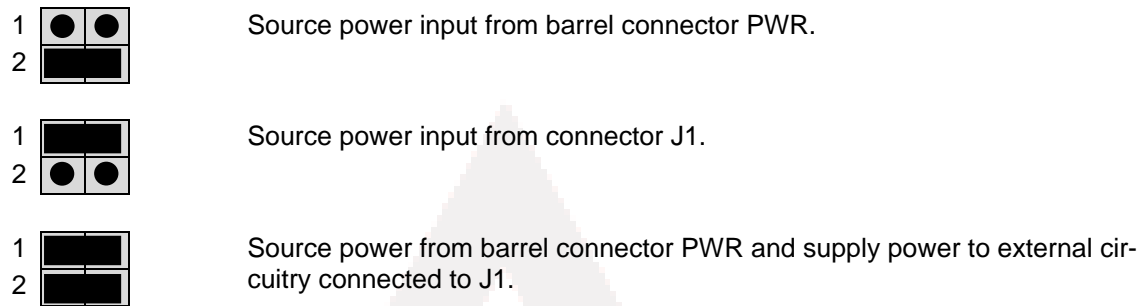 1 Source power input from barrel connector PWR.
2
1 Source power input from connector J1.
2
1 Source power from barrel connector PWR and supply power to external cir-
2 cuitry connected to J1.